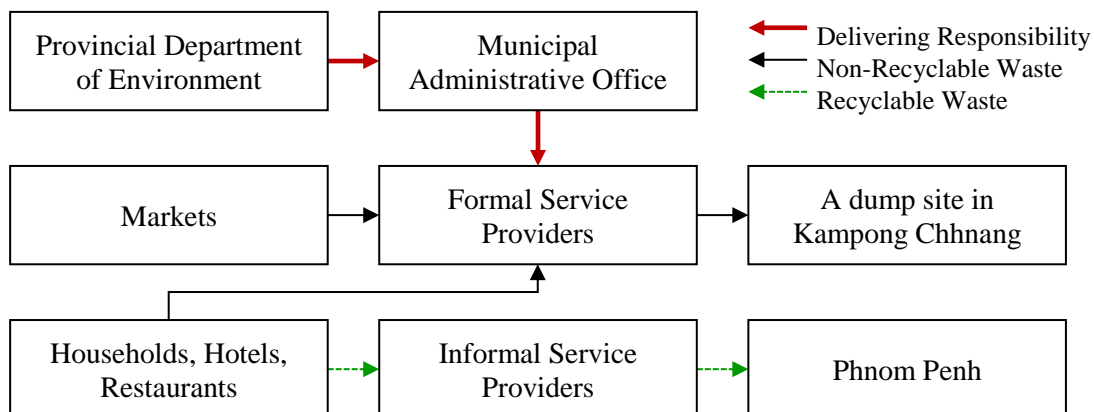 Provincial Department
of Environment
Municipal
Administrative Office
Delivering Responsibility
Non-Recyclable Waste
Recyclable Waste
Markets
Formal Service
Providers
A dump site in
Kampong Chhnang
Households, Hotels,
Restaurants
Informal Service
Providers
Phnom Penh